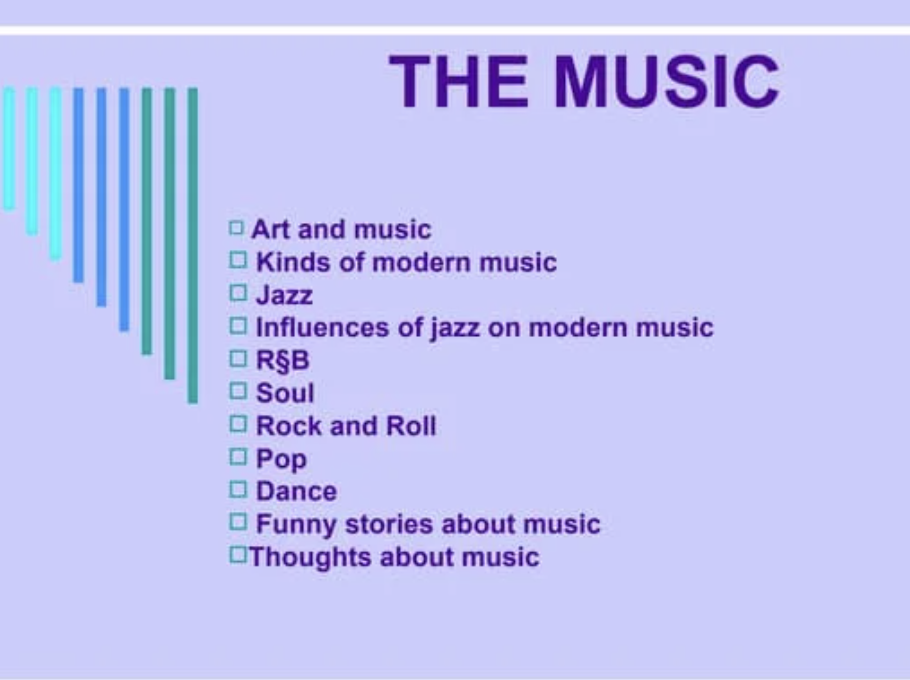 THE MUSIC
Art and music
Kinds of modern music
Jazz
Influences of jazz on modern music
R§B
Soul
Rock and Roll
Pop
Dance
Funny stories about music
Thoughts about music